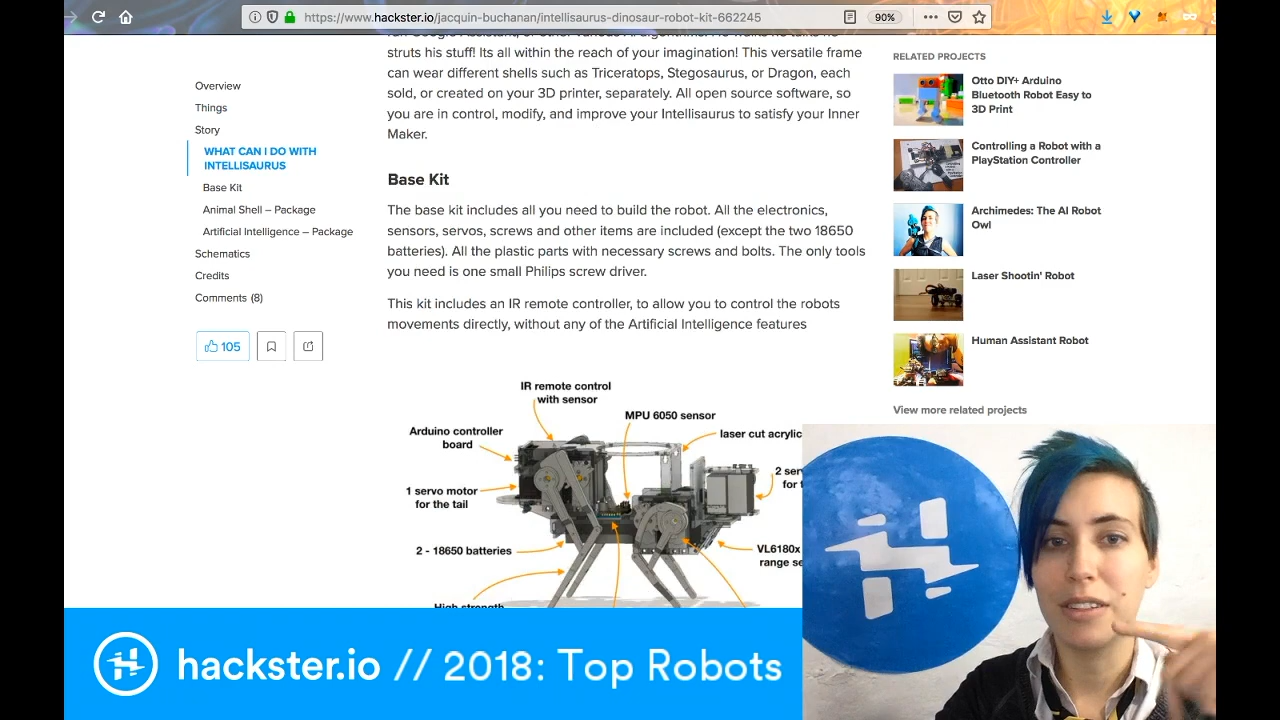 https://www.hackster.io/jacquin-buchanan/intellisaurus-dinosaur-robot-kit-662245
90%
struts his stuff! Its all within the reach of your imagination! This versatile frame
can wear different shells such as Triceratops, Stegosaurus, or Dragon, each
sold, or created on your 3D printer, separately. All open source software, so
you are in control, modify, and improve your Intellisaurus to satisfy your Inner
Maker.
Overview
Things
Story
WHAT CAN I DO WITH
INTELLISAURUS
Base Kit
Animal Shell – Package
Artificial Intelligence – Package
Schematics
Credits
Comments (8)
105
Base Kit
The base kit includes all you need to build the robot. All the electronics,
sensors, servos, screws and other items are included (except the two 18650
batteries). All the plastic parts with necessary screws and bolts. The only tools
you need is one small Philips screw driver.
This kit includes an IR remote controller, to allow you to control the robots
movements directly, without any of the Artificial Intelligence features
IR remote control
with sensor
MPU 6050 sensor
Arduino controller
board
laser cut acrylic
1 servo motor
for the tail
2 - 18650 batteries
VL6180x
High strength
RELATED PROJECTS
Otto DIY+ Arduino
Bluetooth Robot Easy to
3D Print
Controlling a Robot with a
PlayStation Controller
Archimedes: The AI Robot
Owl
Laser Shootin' Robot
Human Assistant Robot
View more related projects
hackster.io // 2018: Top Robots